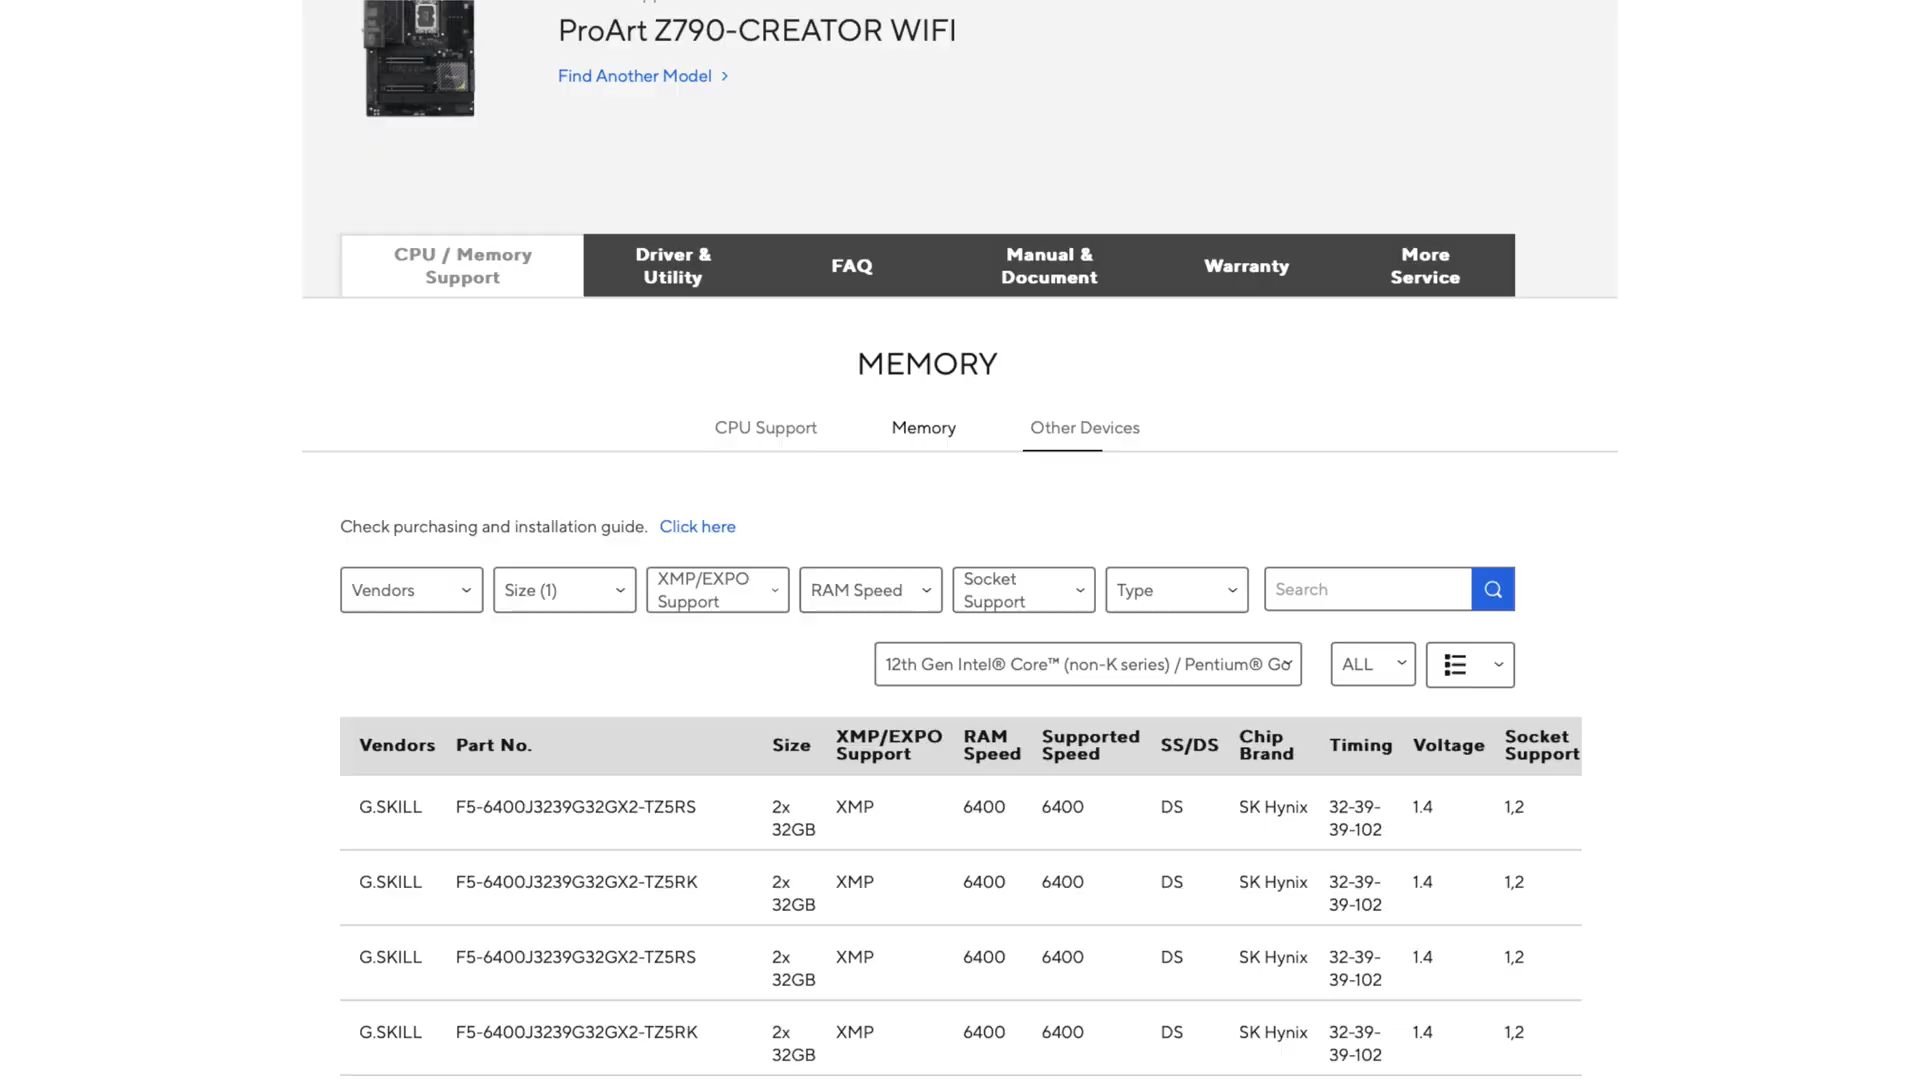 ProArt Z790-CREATOR WIFI
Find Another Model >
CPU / Memory Support
Driver & Utility
FAQ
Manual & Document
Warranty
More Service
MEMORY
CPU Support
Memory
Other Devices
Check purchasing and installation guide. Click here
Vendors
Size (1)
XMP/EXPO Support
RAM Speed
Socket Support
Type
Search
12th Gen Intel® Core™ (non-K series) / Pentium® Go
ALL
Vendors Part No. Size XMP/EXPO Support RAM Speed Supported Speed SS/DS Chip Brand Timing Voltage Socket Support
G.SKILL F5-6400J3239G32GX2-TZ5RS 2x 32GB XMP 6400 6400 DS SK Hynix 32-39-39-102 1.4 1,2
G.SKILL F5-6400J3239G32GX2-TZ5RK 2x 32GB XMP 6400 6400 DS SK Hynix 32-39-39-102 1.4 1,2
G.SKILL F5-6400J3239G32GX2-TZ5RS 2x 32GB XMP 6400 6400 DS SK Hynix 32-39-39-102 1.4 1,2
G.SKILL F5-6400J3239G32GX2-TZ5RK 2x 32GB XMP 6400 6400 DS SK Hynix 32-39-39-102 1.4 1,2